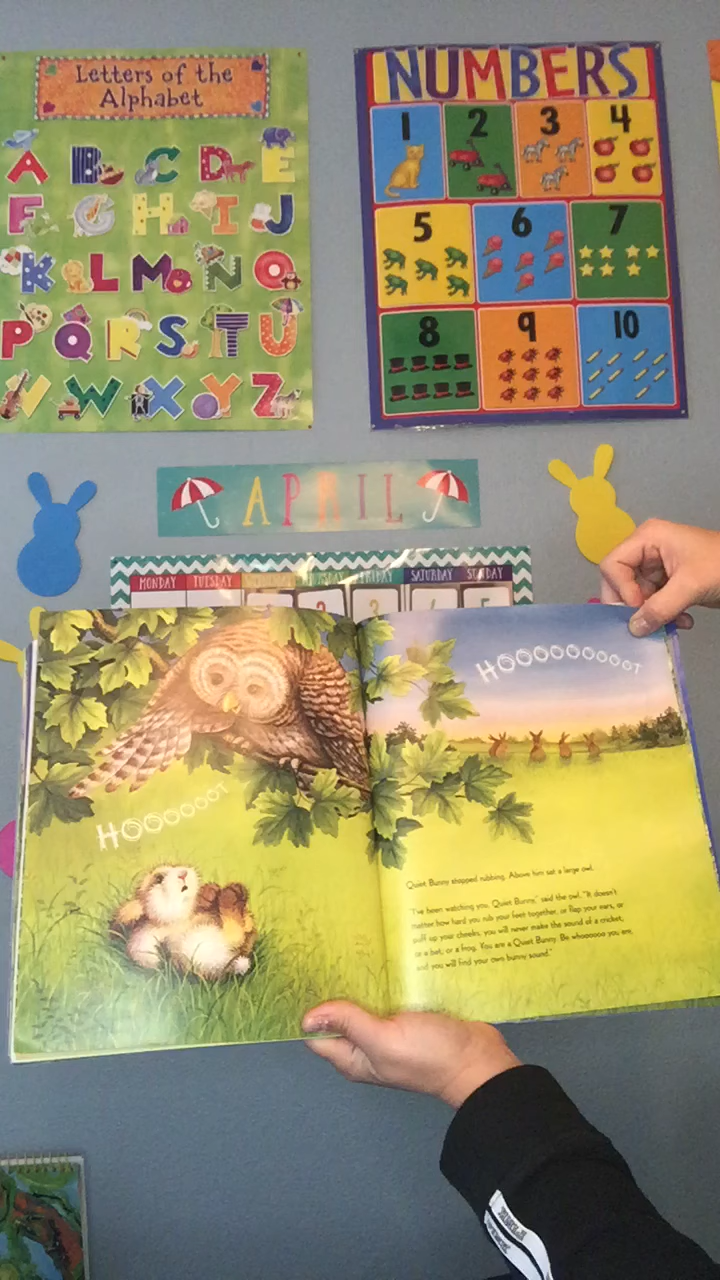 Letters of the
Alphabet
A B C D E
F G H I J
K L M N O
P Q R S T U
V W X Y Z
NUMBERS
1 2 3 4
5 6 7
8 9 10
APRIL
MONDAY TUESDAY FRIDAY SATURDAY SUNDAY
HOOOOOOT
HOOOOOOOOOT
Quiet Bunny stopped rubbing. Above him sat a large owl.
"I've been watching you, Quiet Bunny," said the owl. "It doesn't
matter how hard you rub your feet together, or flap your ears, or
puff up your cheeks, you will never make the sound of a cricket,
or a bat, or a frog. You are a Quiet Bunny. Be whoooooo you are,
and you will find your own bunny sound."